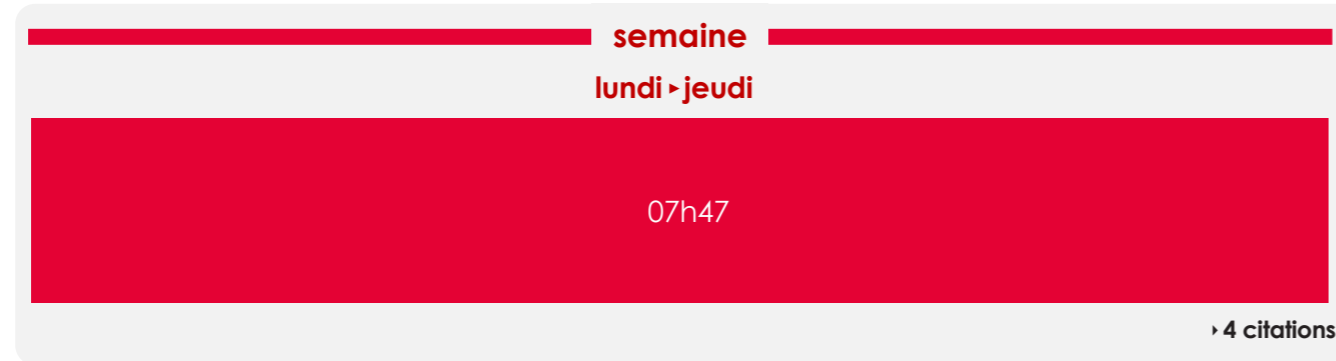 semaine
lundi ▸ jeudi
07h47
▸ 4 citations